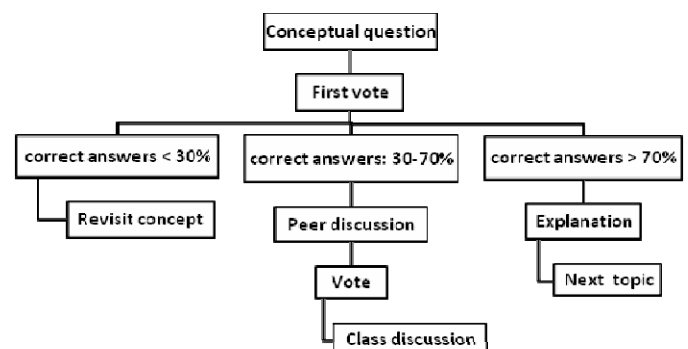 Conceptual question
First vote
correct answers < 30%
correct answers: 30-70%
correct answers > 70%
Revisit concept
Peer discussion
Explanation
Vote
Next topic
Class discussion